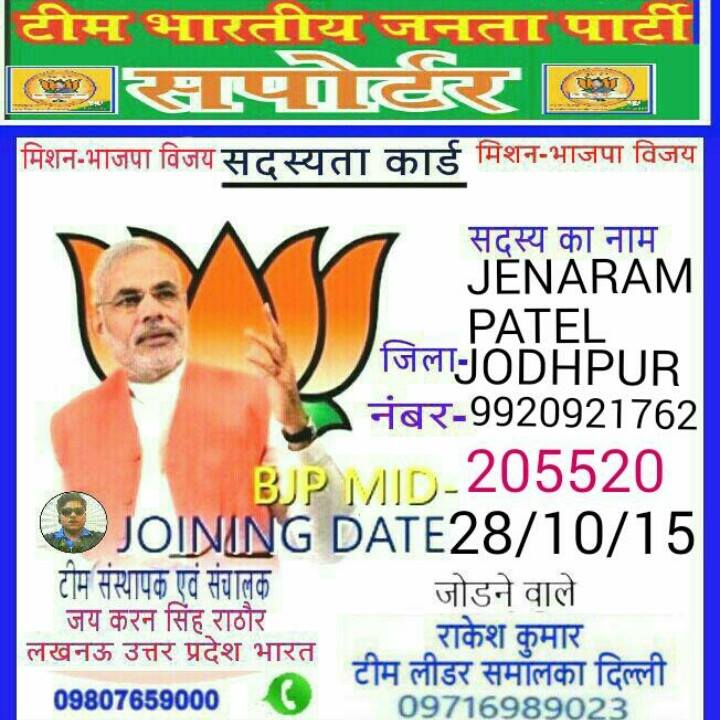 टीम भारतीय जनता पार्टी
सपोर्टर
मिशन-भाजपा विजय सदस्यता कार्ड मिशन-भाजपा विजय
सदस्य का नाम
JENARAM
PATEL
जिला-JODHPUR
नंबर-9920921762
BJP MID-205520
JOINING DATE28/10/15
टीम संस्थापक एवं संचालक
जय करन सिंह राठौर
लखनऊ उत्तर प्रदेश भारत
09807659000
जोडने वाले
राकेश कुमार
टीम लीडर समालका दिल्ली
09716989023